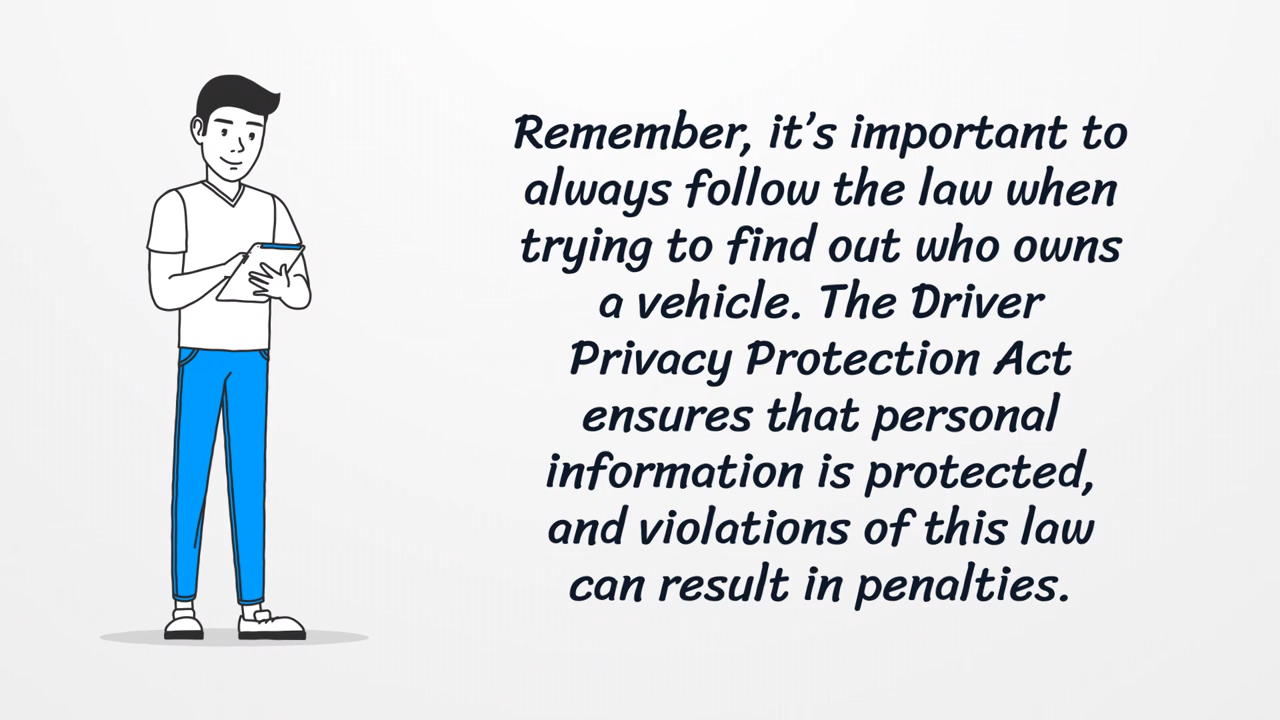 Remember, it’s important to
always follow the law when
trying to find out who owns
a vehicle. The Driver
Privacy Protection Act
ensures that personal
information is protected,
and violations of this law
can result in penalties.